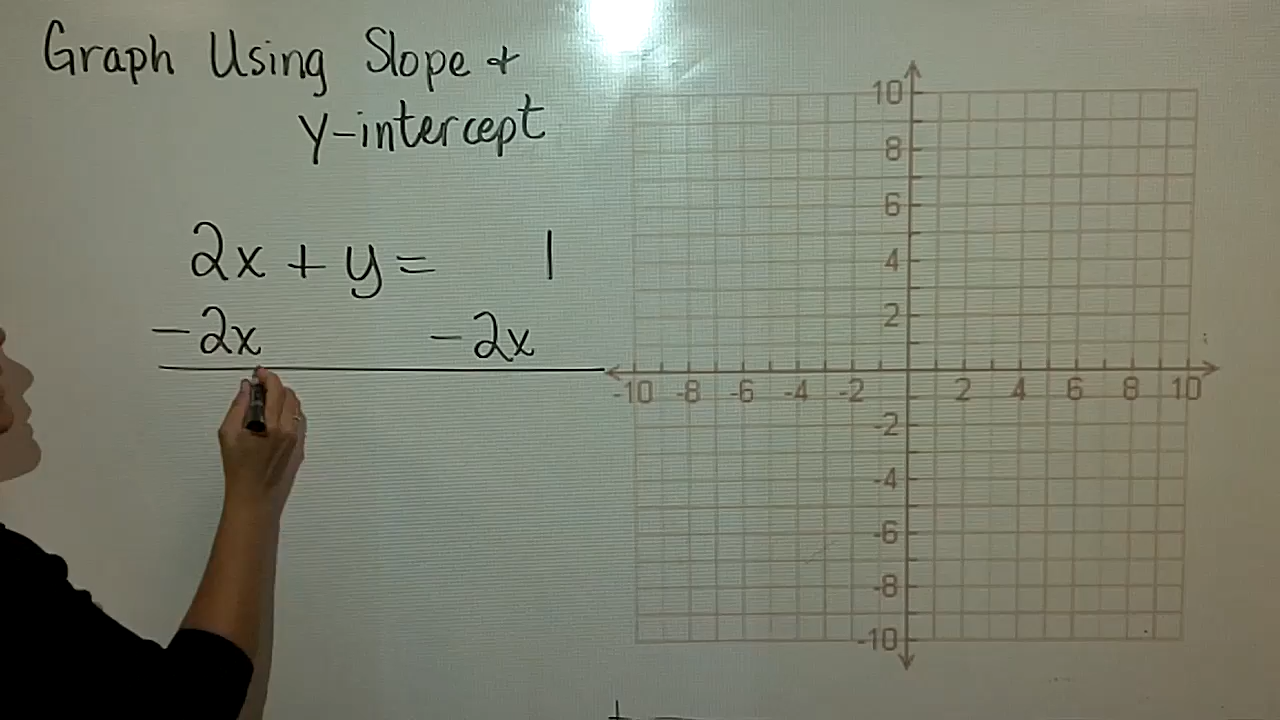 Graph Using Slope +
y-intercept
2x + y = 1
-2x -2x
10
8
6
4
2
-10 -8 -6 -4 -2 2 4 6 8 10
-2
-4
-6
-8
-10